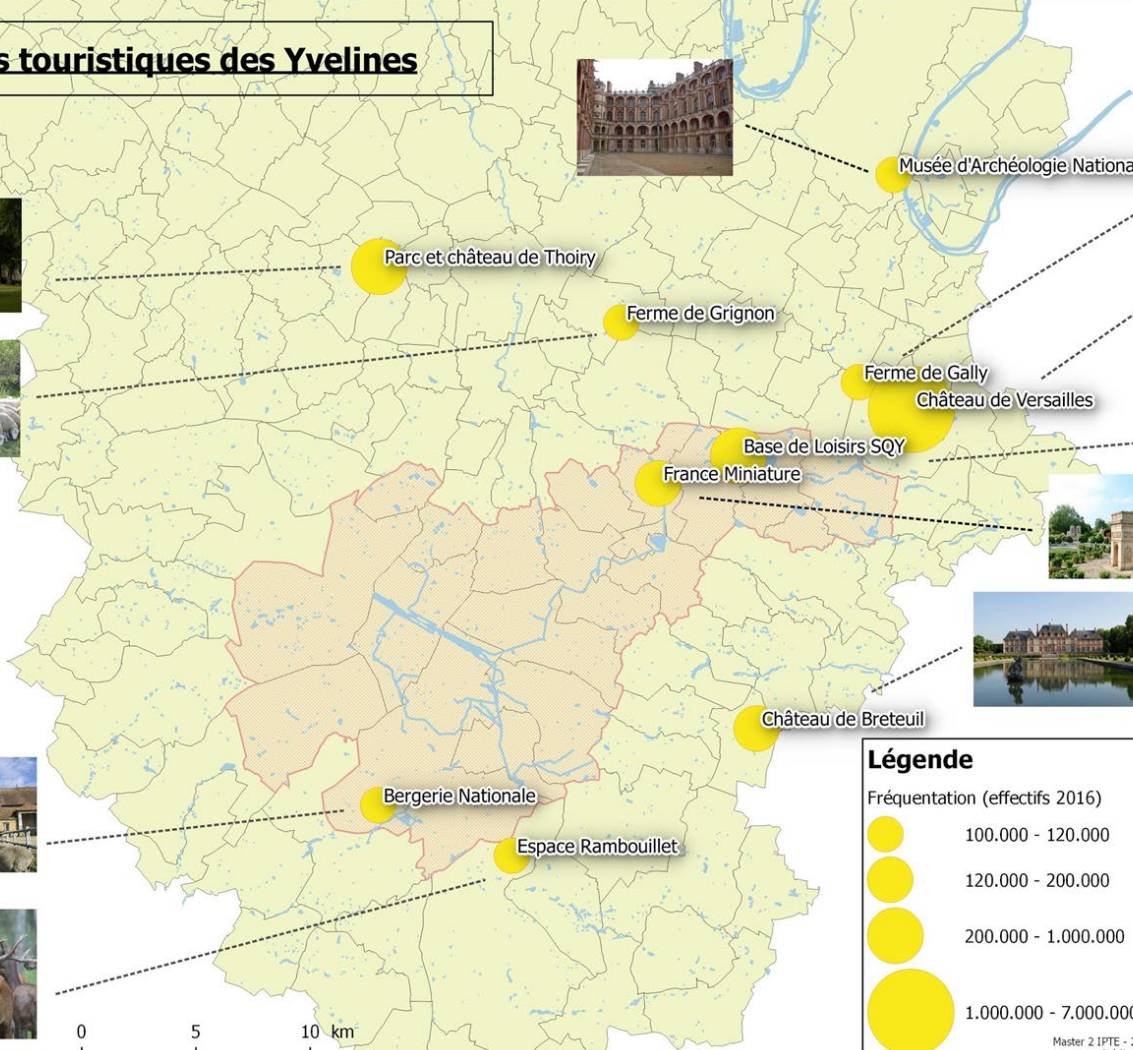 s touristiques des Yvelines
Musée d'Archéologie Nationa
Parc et château de Thoiry
Ferme de Grignon
Ferme de Gally
Château de Versailles
Base de Loisirs SQY
France Miniature
Château de Breteuil
Légende
Bergerie Nationale
Fréquentation (effectifs 2016)
100.000 - 120.000
Espace Rambouillet
120.000 - 200.000
200.000 - 1.000.000
1.000.000 - 7.000.000
0 5 10 km
Master 2 IPTE - 2